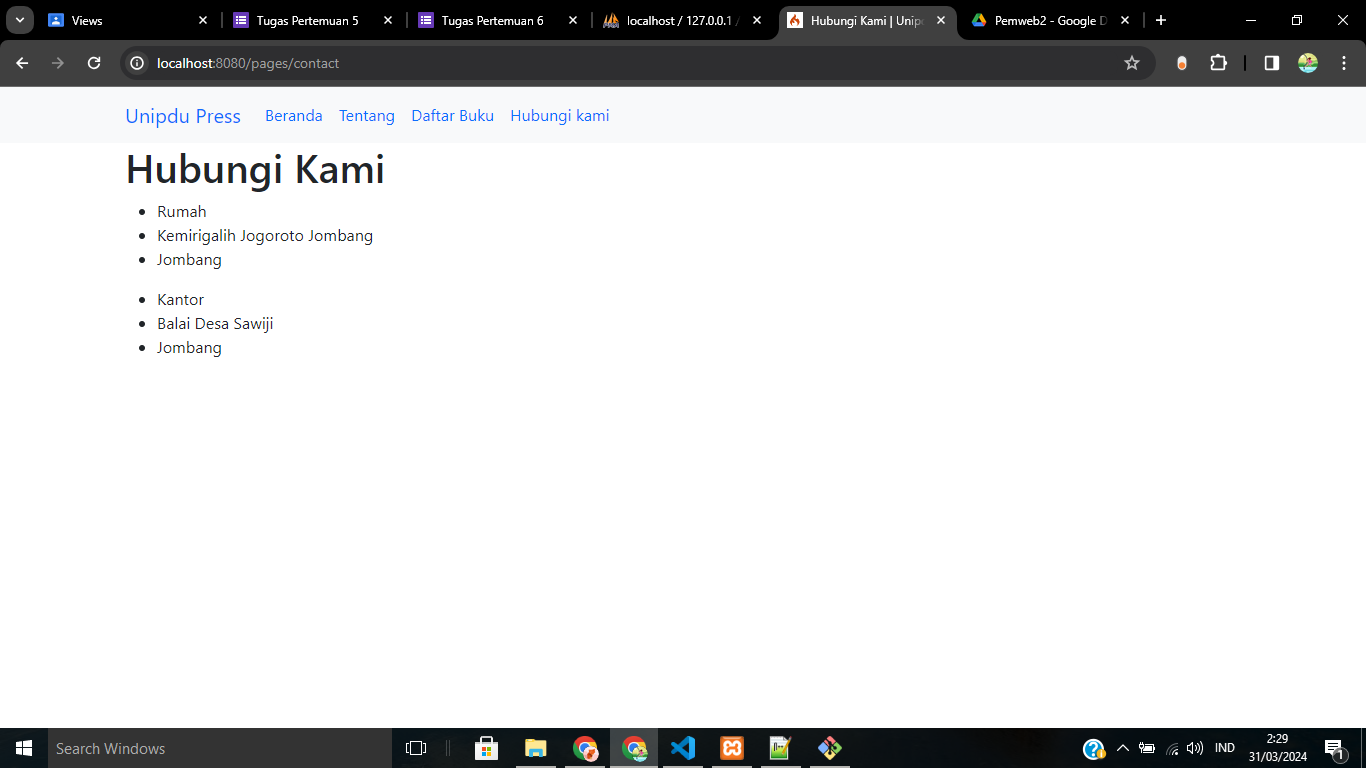 Views
Tugas Pertemuan 5
Tugas Pertemuan 6
localhost / 127.0.0.1 /
Hubungi Kami | Unip
Pemweb2 - Google D
localhost:8080/pages/contact
Unipdu Press Beranda Tentang Daftar Buku Hubungi kami
Hubungi Kami
Rumah
Kemirigalih Jogoroto Jombang
Jombang
Kantor
Balai Desa Sawiji
Jombang
Search Windows
IND
2:29
31/03/2024
1